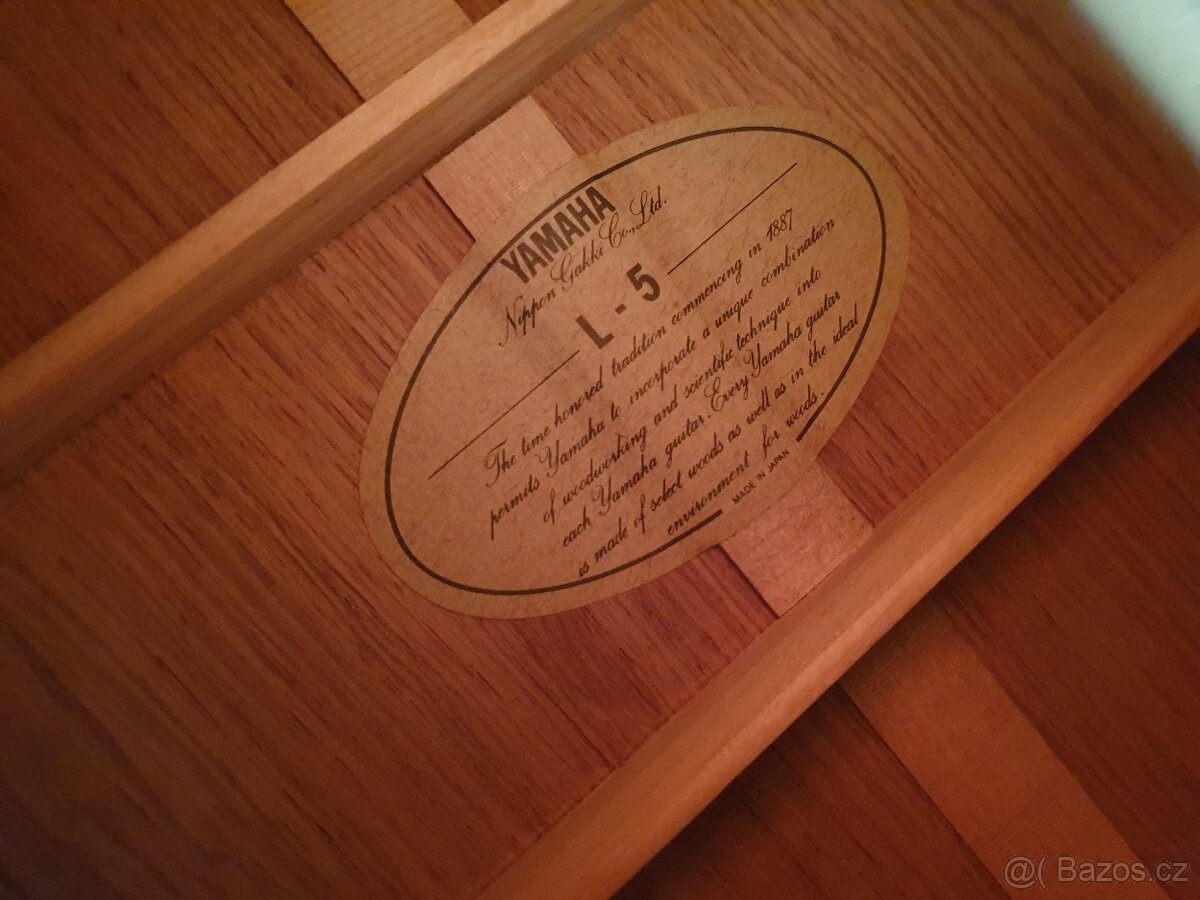 YAMAHA
Nippon Gakki Co., Ltd.
L - 5
The time honored tradition commencing in 1887
permits Yamaha to incorporate a unique combination
of woodworking and scientific technique into
each Yamaha guitar. Every Yamaha guitar
is made of select woods as well as in the ideal
environment for woods.
MADE IN JAPAN
@( Bazos.cz